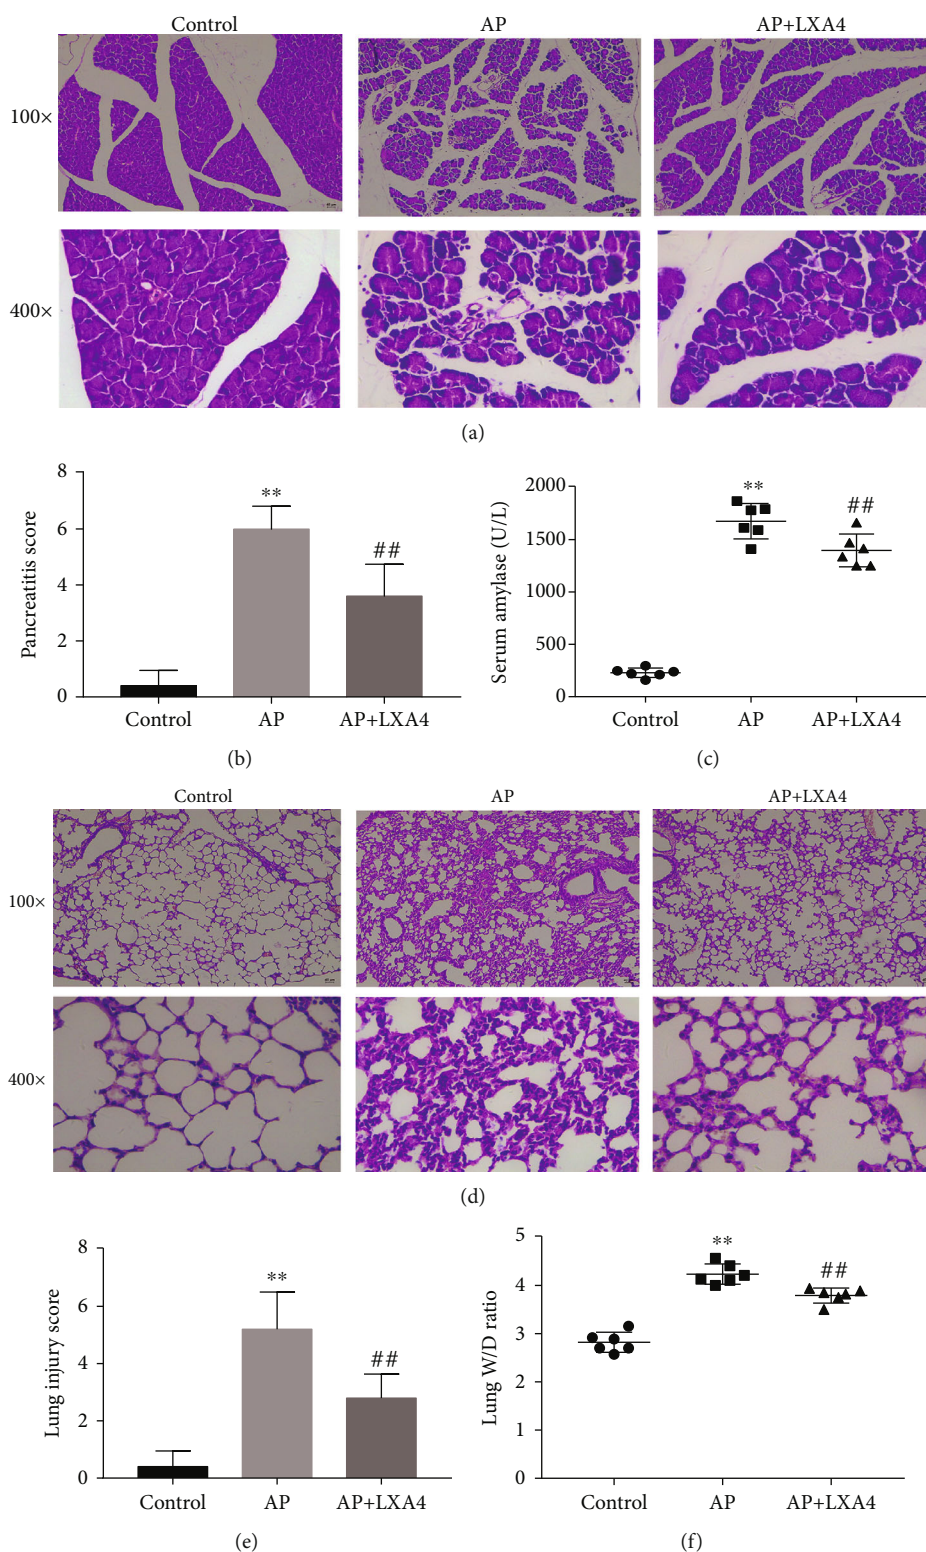 Control AP AP+LXA4
100×
400×
(a)
8
6
4
2
0
Pancreatitis score
**
##
Control AP AP+LXA4
(b)
2000
1500
1000
500
0
Serum amylase (U/L)
**
##
Control AP AP+LXA4
(c)
Control AP AP+LXA4
100×
400×
(d)
8
6
4
2
0
Lung injury score
**
##
Control AP AP+LXA4
(e)
5
4
3
2
1
0
Lung W/D ratio
**
##
Control AP AP+LXA4
(f)